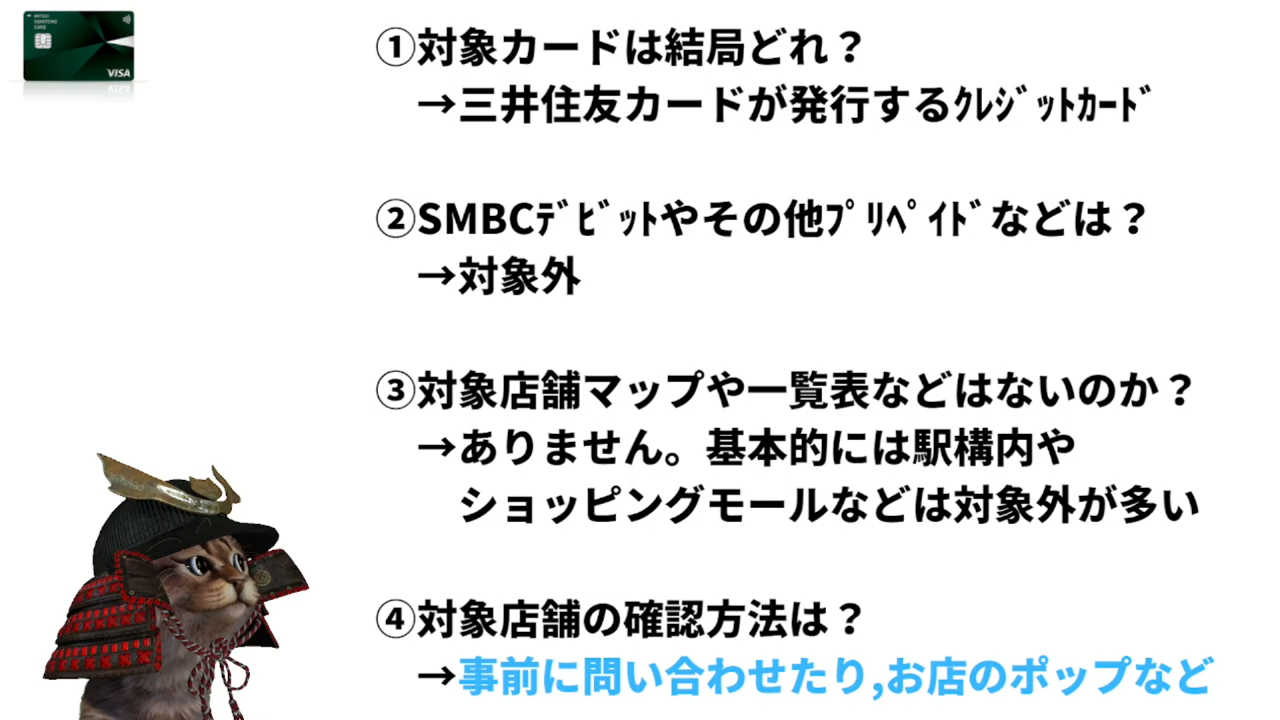 MITSUI
SUMITOMO
CARD
VISA
①対象カードは結局どれ？
→三井住友カードが発行するｸﾚｼﾞｯﾄｶｰﾄﾞ
②SMBCﾃﾞﾋﾞｯﾄやその他ﾌﾟﾘﾍﾟｲﾄﾞなどは？
→対象外
③対象店舗マップや一覧表などはないのか？
→ありません。基本的には駅構内や
ショッピングモールなどは対象外が多い
④対象店舗の確認方法は？
→事前に問い合わせたり,お店のポップなど